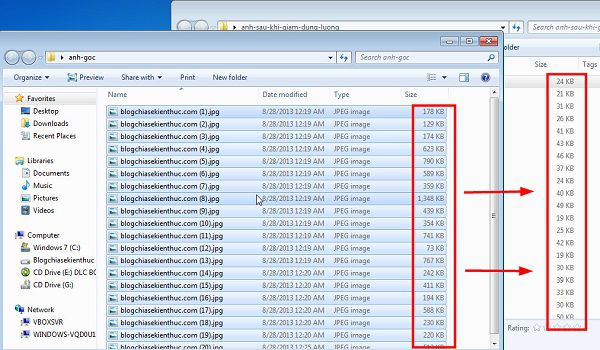 anh-sau-khi-giam-dung-luong
anh-goc
Search anh-goc
Search anh-sau-khi-giam-dung-luong
Organize Preview Share with Print New folder
Favorites
Desktop
Downloads
Recent Places
Libraries
Documents
Music
Pictures
Videos
Computer
Windows 7 (C:)
Blogchiasekienthuc
CD Drive (E:) DLC BO
CD Drive (G:)
Network
VBOXSVR
WINDOWS-VQD0U1
Name Date modified Type Size
blogchiasekienthuc.com (1).jpg 8/28/2013 12:19 AM JPEG image 178 KB
blogchiasekienthuc.com (2).jpg 8/28/2013 12:19 AM JPEG image 129 KB
blogchiasekienthuc.com (3).jpg 8/28/2013 12:19 AM JPEG image 174 KB
blogchiasekienthuc.com (4).jpg 8/28/2013 12:19 AM JPEG image 623 KB
blogchiasekienthuc.com (5).jpg 8/28/2013 12:19 AM JPEG image 790 KB
blogchiasekienthuc.com (6).jpg 8/28/2013 12:19 AM JPEG image 589 KB
blogchiasekienthuc.com (7).jpg 8/28/2013 12:19 AM JPEG image 359 KB
blogchiasekienthuc.com (8).jpg 8/28/2013 12:19 AM JPEG image 1,348 KB
blogchiasekienthuc.com (9).jpg 8/28/2013 12:19 AM JPEG image 439 KB
blogchiasekienthuc.com (10).jpg 8/28/2013 12:19 AM JPEG image 354 KB
blogchiasekienthuc.com (11).jpg 8/28/2013 12:19 AM JPEG image 741 KB
blogchiasekienthuc.com (12).jpg 8/28/2013 12:19 AM JPEG image 73 KB
blogchiasekienthuc.com (13).jpg 8/28/2013 12:19 AM JPEG image 767 KB
blogchiasekienthuc.com (14).jpg 8/28/2013 12:20 AM JPEG image 242 KB
blogchiasekienthuc.com (15).jpg 8/28/2013 12:20 AM JPEG image 411 KB
blogchiasekienthuc.com (16).jpg 8/28/2013 12:20 AM JPEG image 194 KB
blogchiasekienthuc.com (17).jpg 8/28/2013 12:20 AM JPEG image 588 KB
blogchiasekienthuc.com (18).jpg 8/28/2013 12:20 AM JPEG image 230 KB
blogchiasekienthuc.com (19).jpg 8/28/2013 12:20 AM JPEG image 220 KB
blogchiasekienthuc.com (20).jpg 8/28/2013 12:25 AM JPEG image
older
Size Tags
24 KB
21 KB
31 KB
26 KB
41 KB
43 KB
46 KB
37 KB
24 KB
40 KB
49 KB
19 KB
25 KB
42 KB
19 KB
30 KB
39 KB
33 KB
30 KB
50 KB
Rating: